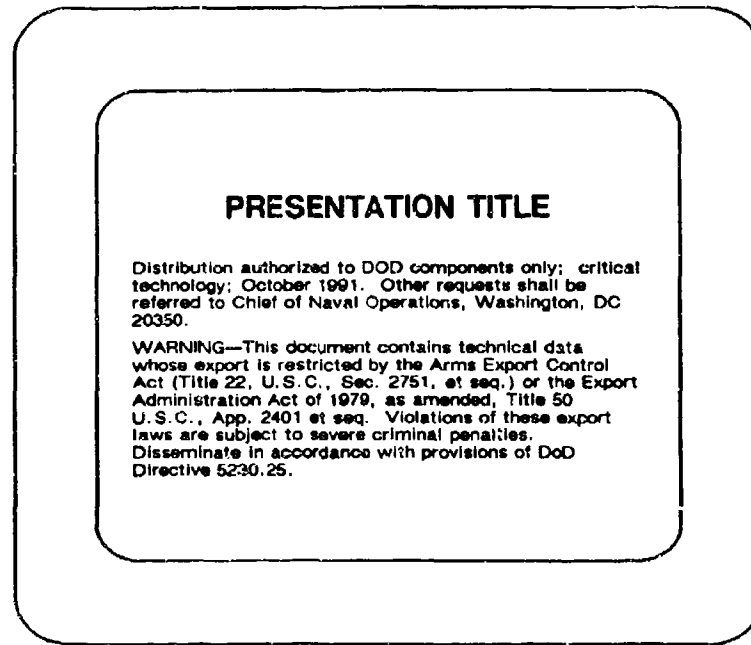 PRESENTATION TITLE
Distribution authorized to DOD components only; critical
technology; October 1991. Other requests shall be
referred to Chief of Naval Operations, Washington, DC
20350.
WARNING—This document contains technical data
whose export is restricted by the Arms Export Control
Act (Title 22, U.S.C., Sec. 2751, et seq.) or the Export
Administration Act of 1979, as amended, Title 50
U.S.C., App. 2401 et seq. Violations of these export
laws are subject to severe criminal penalties.
Disseminate in accordance with provisions of DoD
Directive 5230.25.